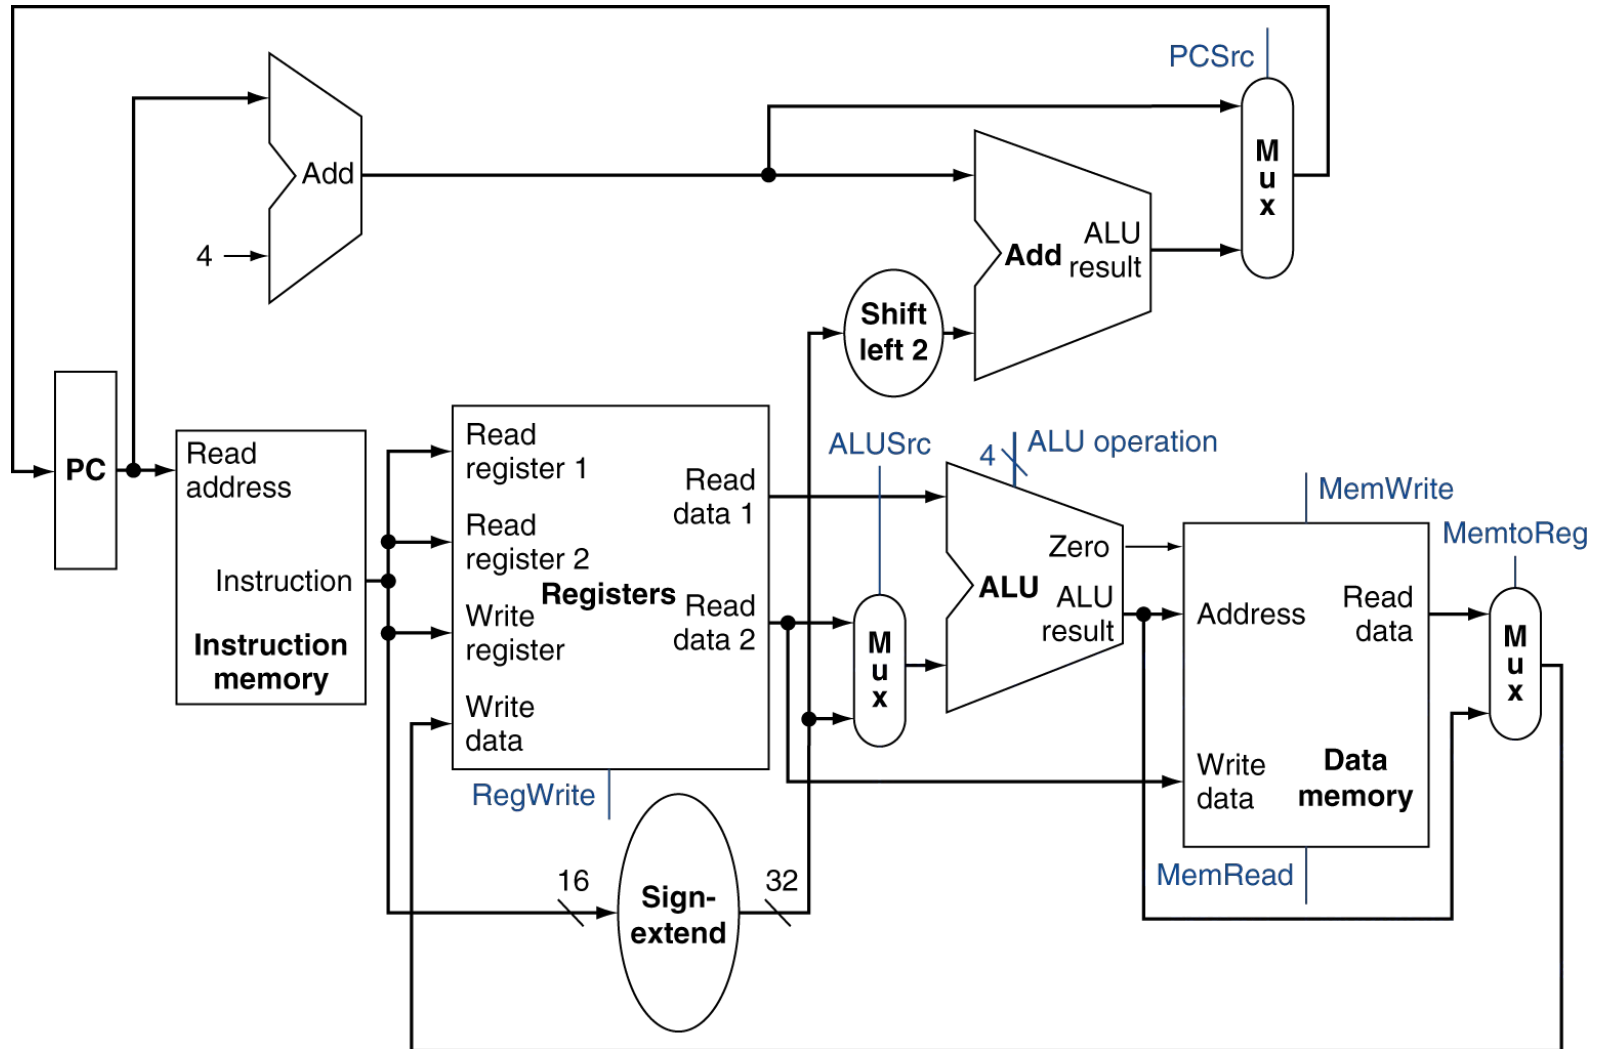 PCSrc
M
u
x
Add
4
Add
ALU
result
Shift
left 2
PC
Read
address
Instruction
Instruction
memory
Read
register 1
Read
register 2
Write
register
Write
data
Registers
Read
data 1
Read
data 2
RegWrite
16
Sign-
extend
32
ALUSrc
M
u
x
4
ALU operation
Zero
ALU
ALU
result
MemWrite
Address
Read
data
Write
data
Data
memory
MemRead
MemtoReg
M
u
x